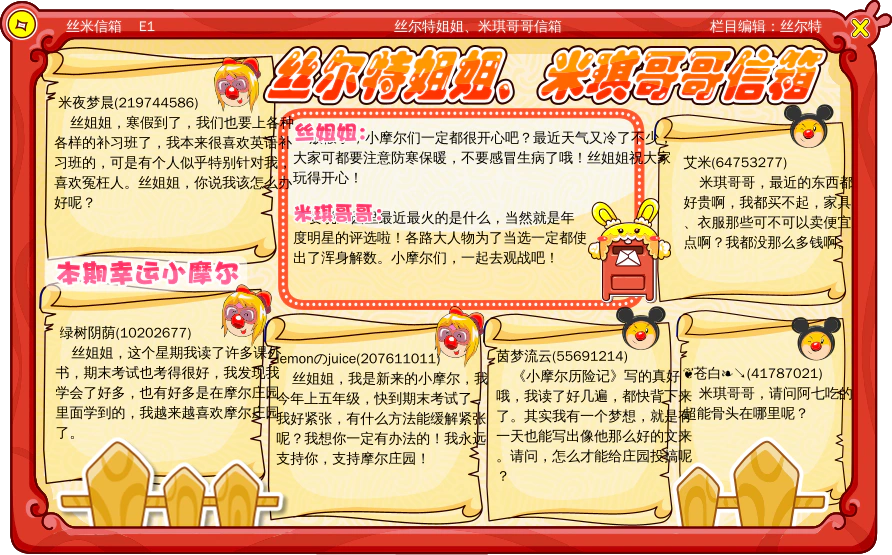 丝米信箱 E1
丝尔特姐姐、米琪哥哥信箱
栏目编辑：丝尔特
丝尔特姐姐、米琪哥哥信箱
米夜梦晨(219744586)
丝姐姐，寒假到了，我们也要上各种
各样的补习班了，我本来很喜欢英语补
习班的，可是有个人似乎特别针对我，
喜欢冤枉人。丝姐姐，你说我该怎么办
好呢？
丝姐姐：
，小摩尔们一定都很开心吧？最近天气又冷了不少，
大家可都要注意防寒保暖，不要感冒生病了哦！丝姐姐祝大家
玩得开心！
米琪哥哥：
最近最火的是什么，当然就是年
度明星的评选啦！各路大人物为了当选一定都使
出了浑身解数。小摩尔们，一起去观战吧！
艾米(64753277)
米琪哥哥，最近的东西都
好贵啊，我都买不起，家具
、衣服那些可不可以卖便宜
点啊？我都没那么多钱啊。
本期幸运小摩尔
绿树阴荫(10202677)
丝姐姐，这个星期我读了许多课外
书，期末考试也考得很好，我发现我
学会了好多，也有好多是在摩尔庄园
里面学到的，我越来越喜欢摩尔庄园
了。
lemonのjuice(207611011)
丝姐姐，我是新来的小摩尔，我
今年上五年级，快到期末考试了，
我好紧张，有什么方法能缓解紧张
呢？我想你一定有办法的！我永远
支持你，支持摩尔庄园！
茵梦流云(55691214)
《小摩尔历险记》写的真好
哦，我读了好几遍，都快背下来
了。其实我有一个梦想，就是有
一天也能写出像他那么好的文来
。请问，怎么才能给庄园投稿呢
？
❦苍白❧↘(41787021)
米琪哥哥，请问阿七吃的
超能骨头在哪里呢？